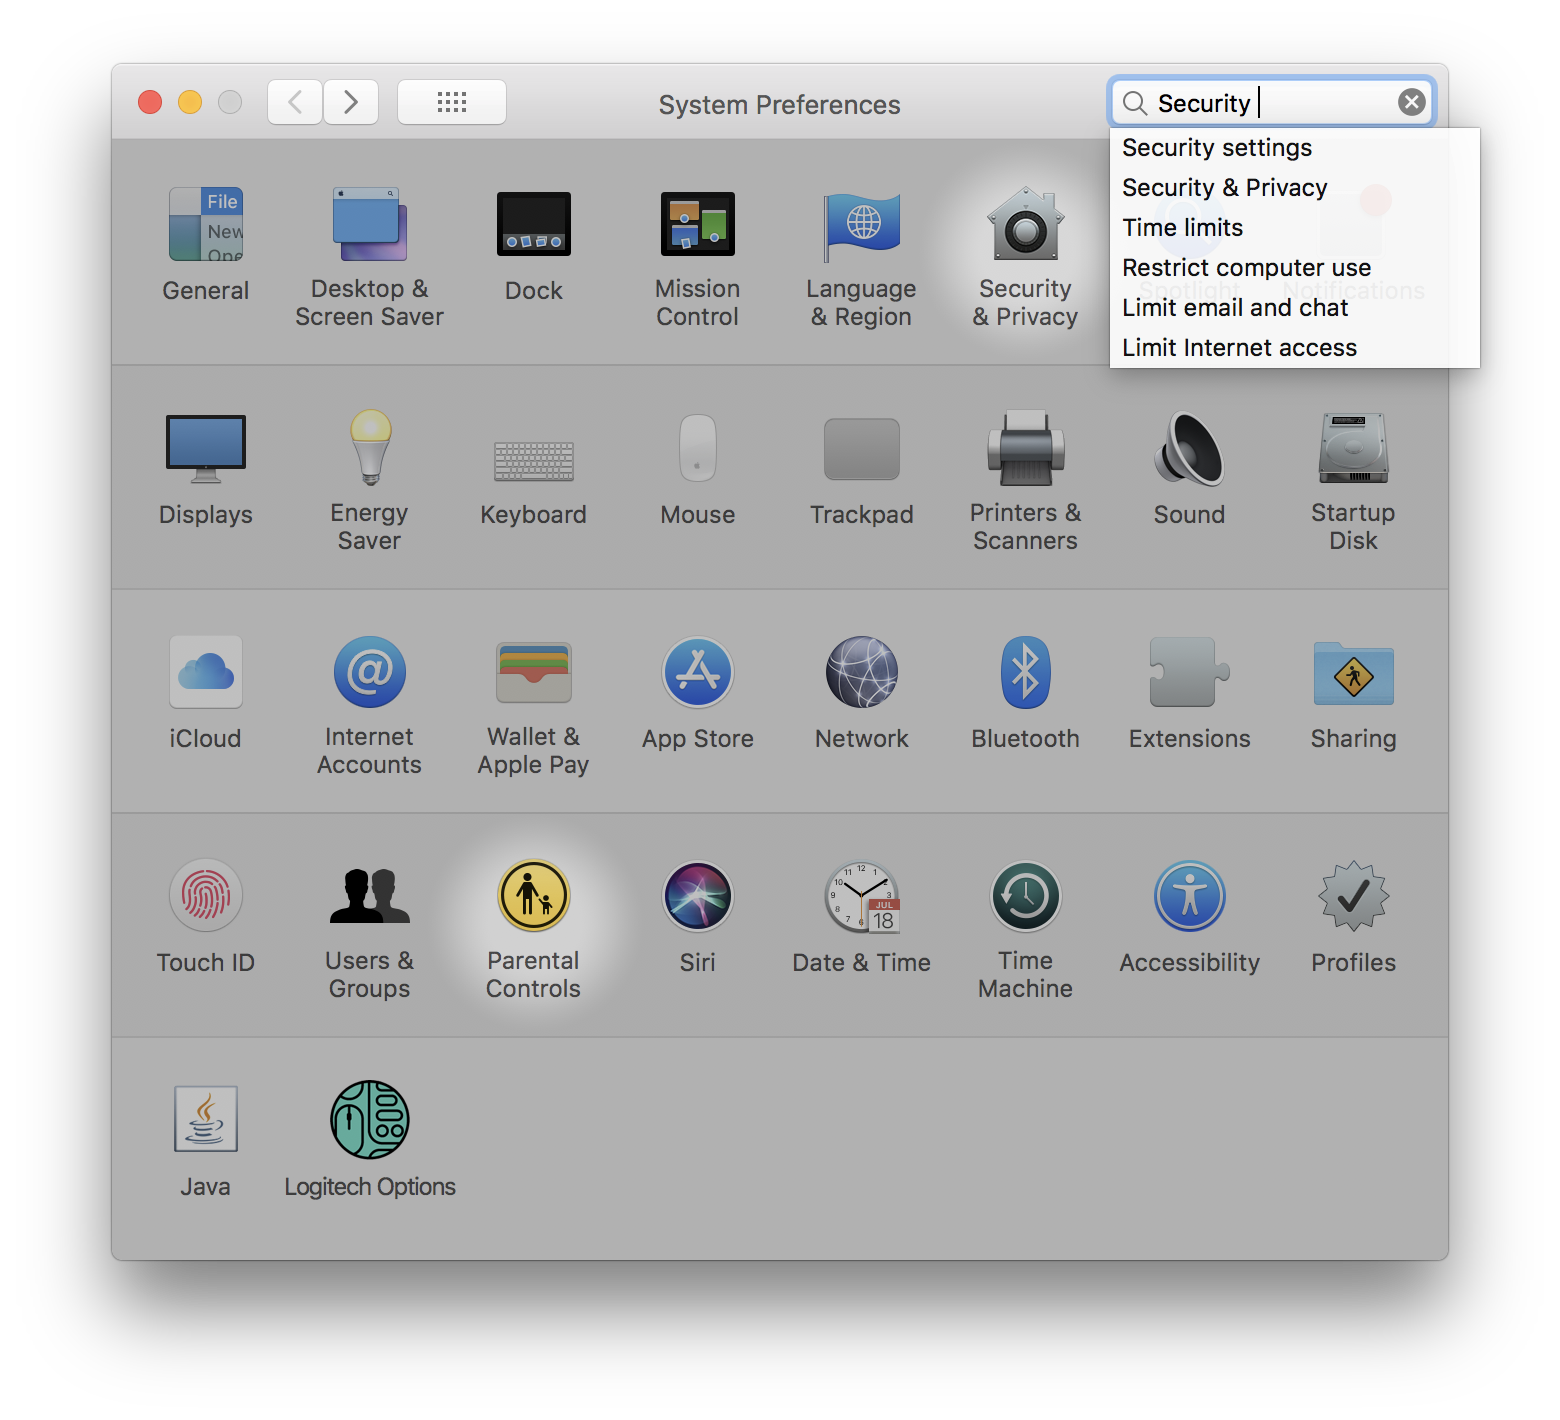 System Preferences
Security
Security settings
Security & Privacy
Time limits
Restrict computer use
Limit email and chat
Limit Internet access
File
New
Ope
General
Desktop &
Screen Saver
Dock
Mission
Control
Language
& Region
Security
& Privacy
Spotlight
Notifications
Displays
Energy
Saver
Keyboard
Mouse
Trackpad
Printers &
Scanners
Sound
Startup
Disk
iCloud
Internet
Accounts
Wallet &
Apple Pay
App Store
Network
Bluetooth
Extensions
Sharing
Touch ID
Users &
Groups
Parental
Controls
Siri
JUL
18
Date & Time
Time
Machine
Accessibility
Profiles
Java
Logitech Options